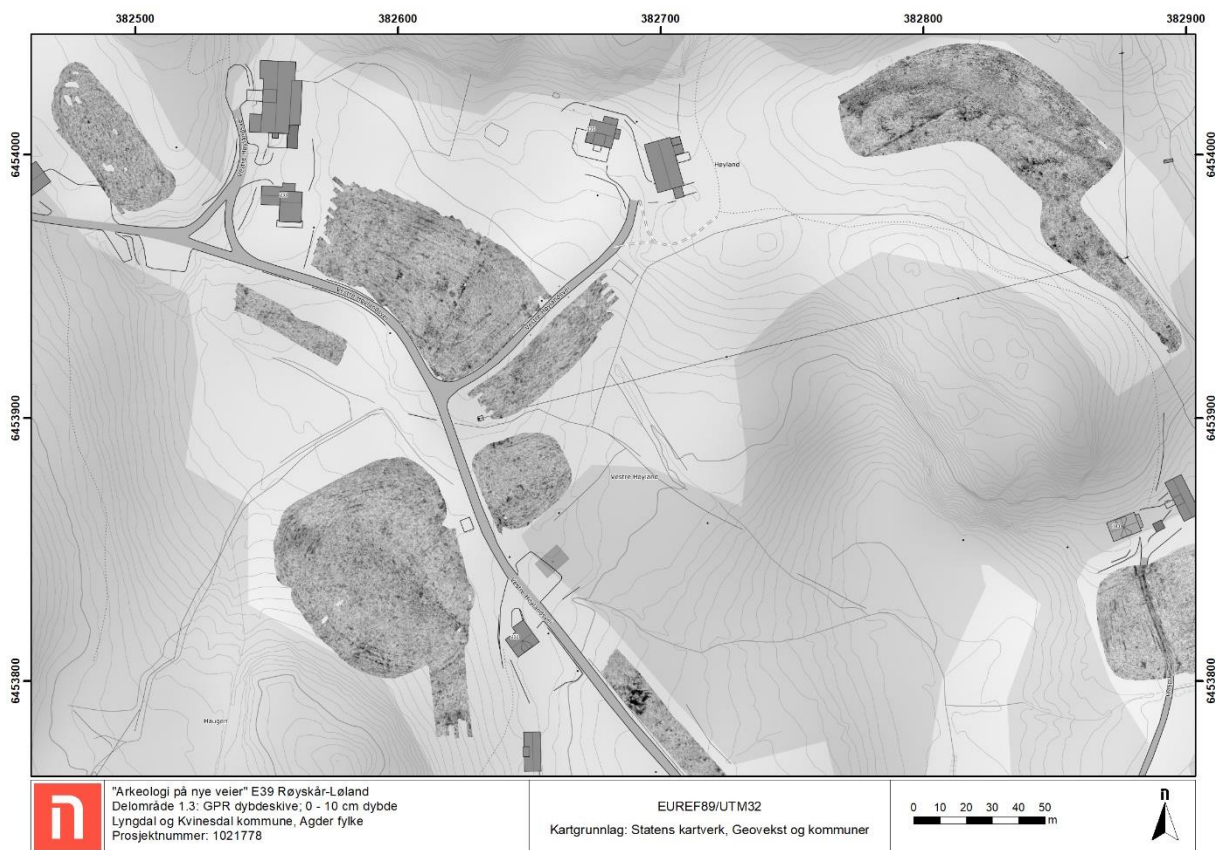 382500 382600 382700 382800 382900
6454000
6454000
Høyland
Vestre Høyland
6453900
6453900
6453800
6453800
Haugen
n
"Arkeologi på nye veier" E39 Røyskår-Løland
Delområde 1.3: GPR dybdeskive; 0 - 10 cm dybde
Lyngdal og Kvinesdal kommune, Agder fylke
Prosjektnummer: 1021778
EUREF89/UTM32
Kartgrunnlag: Statens kartverk, Geovekst og kommuner
0 10 20 30 40 50
m
n